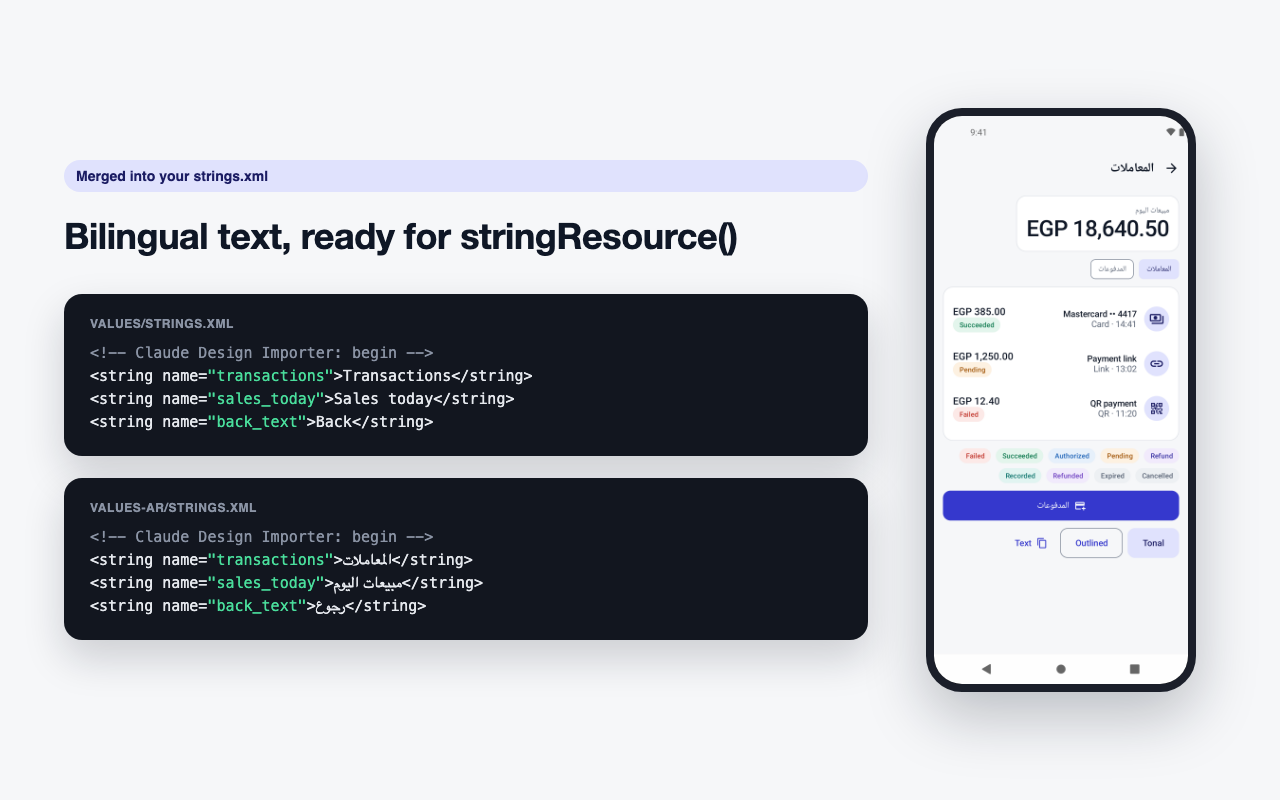 Merged into your strings.xml
Bilingual text, ready for stringResource()
VALUES/STRINGS.XML
<!-- Claude Design Importer: begin -->
<string name="transactions">Transactions</string>
<string name="sales_today">Sales today</string>
<string name="back_text">Back</string>
VALUES-AR/STRINGS.XML
<!-- Claude Design Importer: begin -->
<string name="transactions">المعاملات</string>
<string name="sales_today">مبيعات اليوم</string>
<string name="back_text">رجوع</string>
9:41
المعاملات
مبيعات اليوم
EGP 18,640.50
المعاملات
المدفوعات
Mastercard •• 4417
EGP 385.00
Card · 14:41
Succeeded
Payment link
EGP 1,250.00
Link · 13:02
Pending
QR payment
EGP 12.40
QR · 11:20
Failed
Failed Succeeded Authorized Pending Refund
Recorded Refunded Expired Cancelled
المدفوعات
Text Outlined Tonal